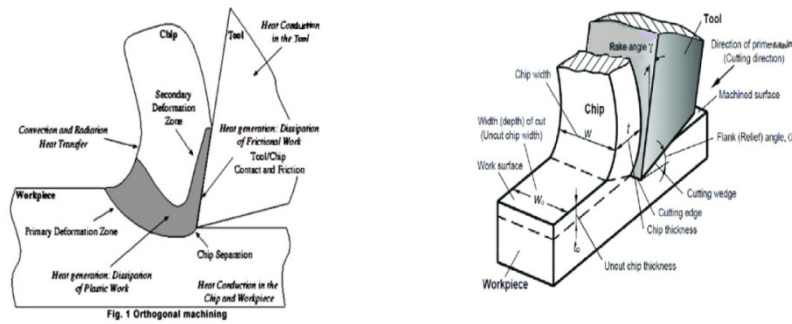 Chip
Tool
Heat Conduction
in the Tool
Secondary
Deformation
Zone
Convection and Radiation
Heat Transfer
Heat generation: Dissipation
of Frictional Work
Tool/Chip
Contact and Friction
Workpiece
Primary Deformation Zone
Chip Separation
Heat generation: Dissipation
of Plastic Work
Heat Conduction in the
Chip and Workpiece
Fig. 1 Orthogonal machining
Tool
Rake angle
Direction of
(Cutting direction)
Chip width
Machined surface
Chip
Width (depth) of cut
(Uncut chip width)
w
t
Flank (Relief) angle,
Work surface
w₀
Cutting wedge
Cutting edge
Chip thickness
t₀
Uncut chip thickness
Workpiece